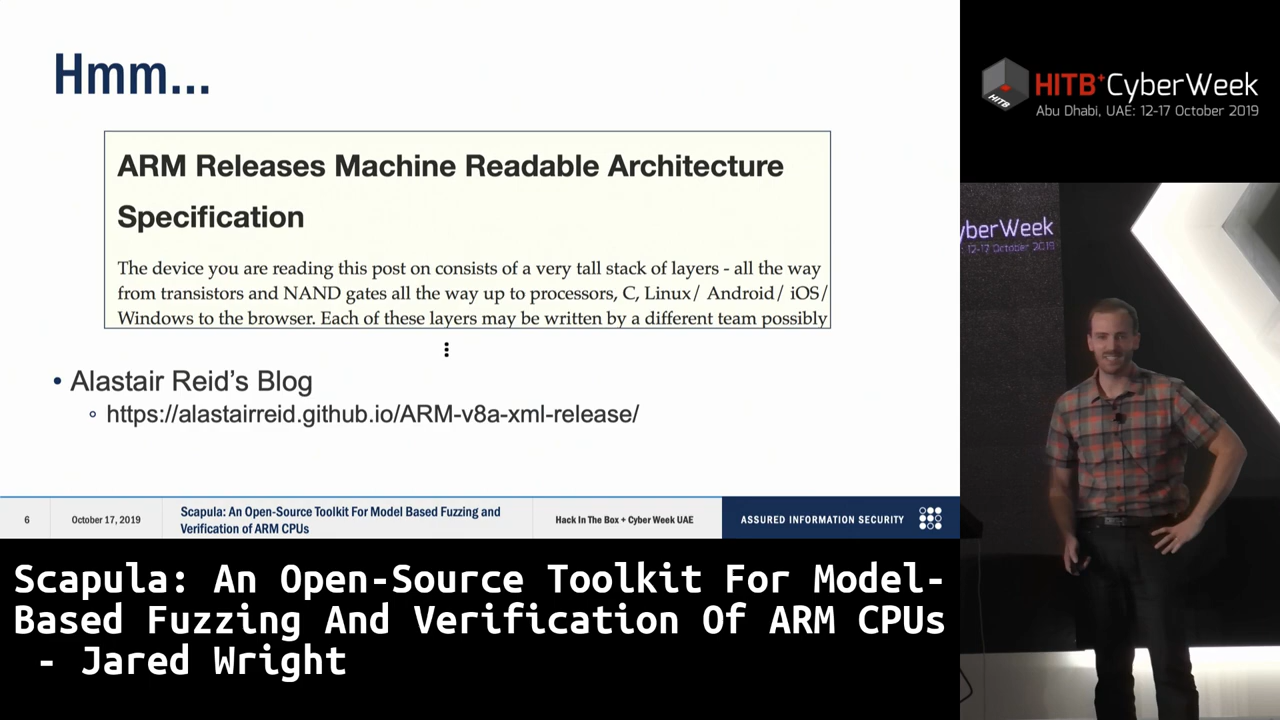 Hmm...
ARM Releases Machine Readable Architecture
Specification
The device you are reading this post on consists of a very tall stack of layers - all the way
from transistors and NAND gates all the way up to processors, C, Linux/ Android/ iOS/
Windows to the browser. Each of these layers may be written by a different team possibly
• Alastair Reid's Blog
https://alastairreid.github.io/ARM-v8a-xml-release/
6
October 17, 2019
Scapula: An Open-Source Toolkit For Model Based Fuzzing and
Verification of ARM CPUs
Hack In The Box + Cyber Week UAE
ASSURED INFORMATION SECURITY
Scapula: An Open-Source Toolkit For Model-
Based Fuzzing And Verification Of ARM CPUs
- Jared Wright
HITB
HITB+CyberWeek
Abu Dhabi, UAE: 12-17 October 2019
yberWeek
12-17 October 2019